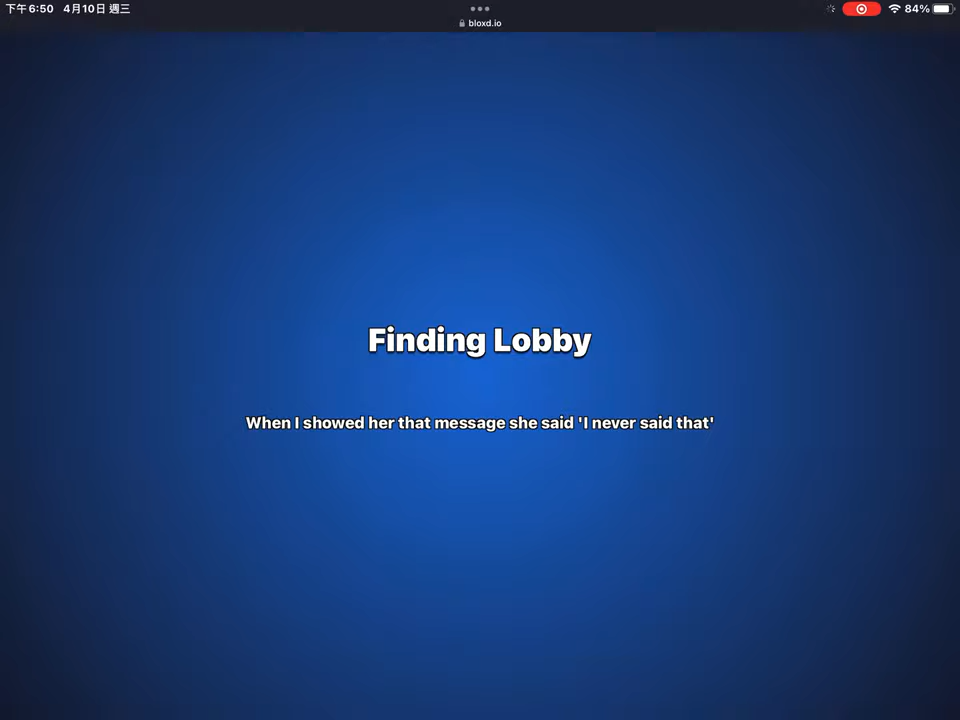 下午6:50 4月10日 週三
84%
bloxd.io
Finding Lobby
When I showed her that message she said 'I never said that'